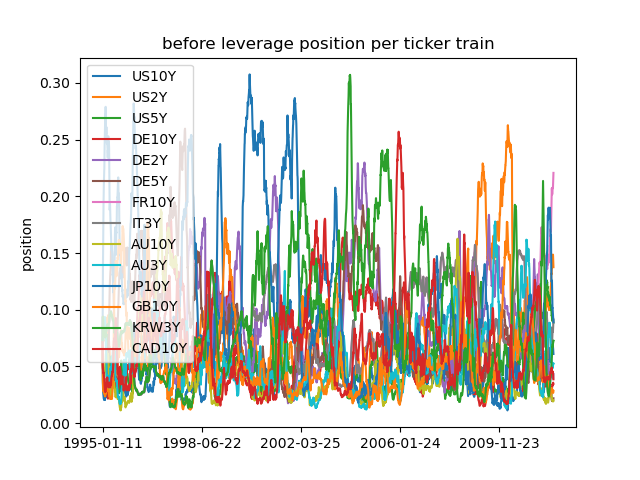 before leverage position per ticker train
position
0.30
0.25
0.20
0.15
0.10
0.05
0.00
US10Y
US2Y
US5Y
DE10Y
DE2Y
DE5Y
FR10Y
IT3Y
AU10Y
AU3Y
JP10Y
GB10Y
KRW3Y
CAD10Y
1995-01-11 1998-06-22 2002-03-25 2006-01-24 2009-11-23